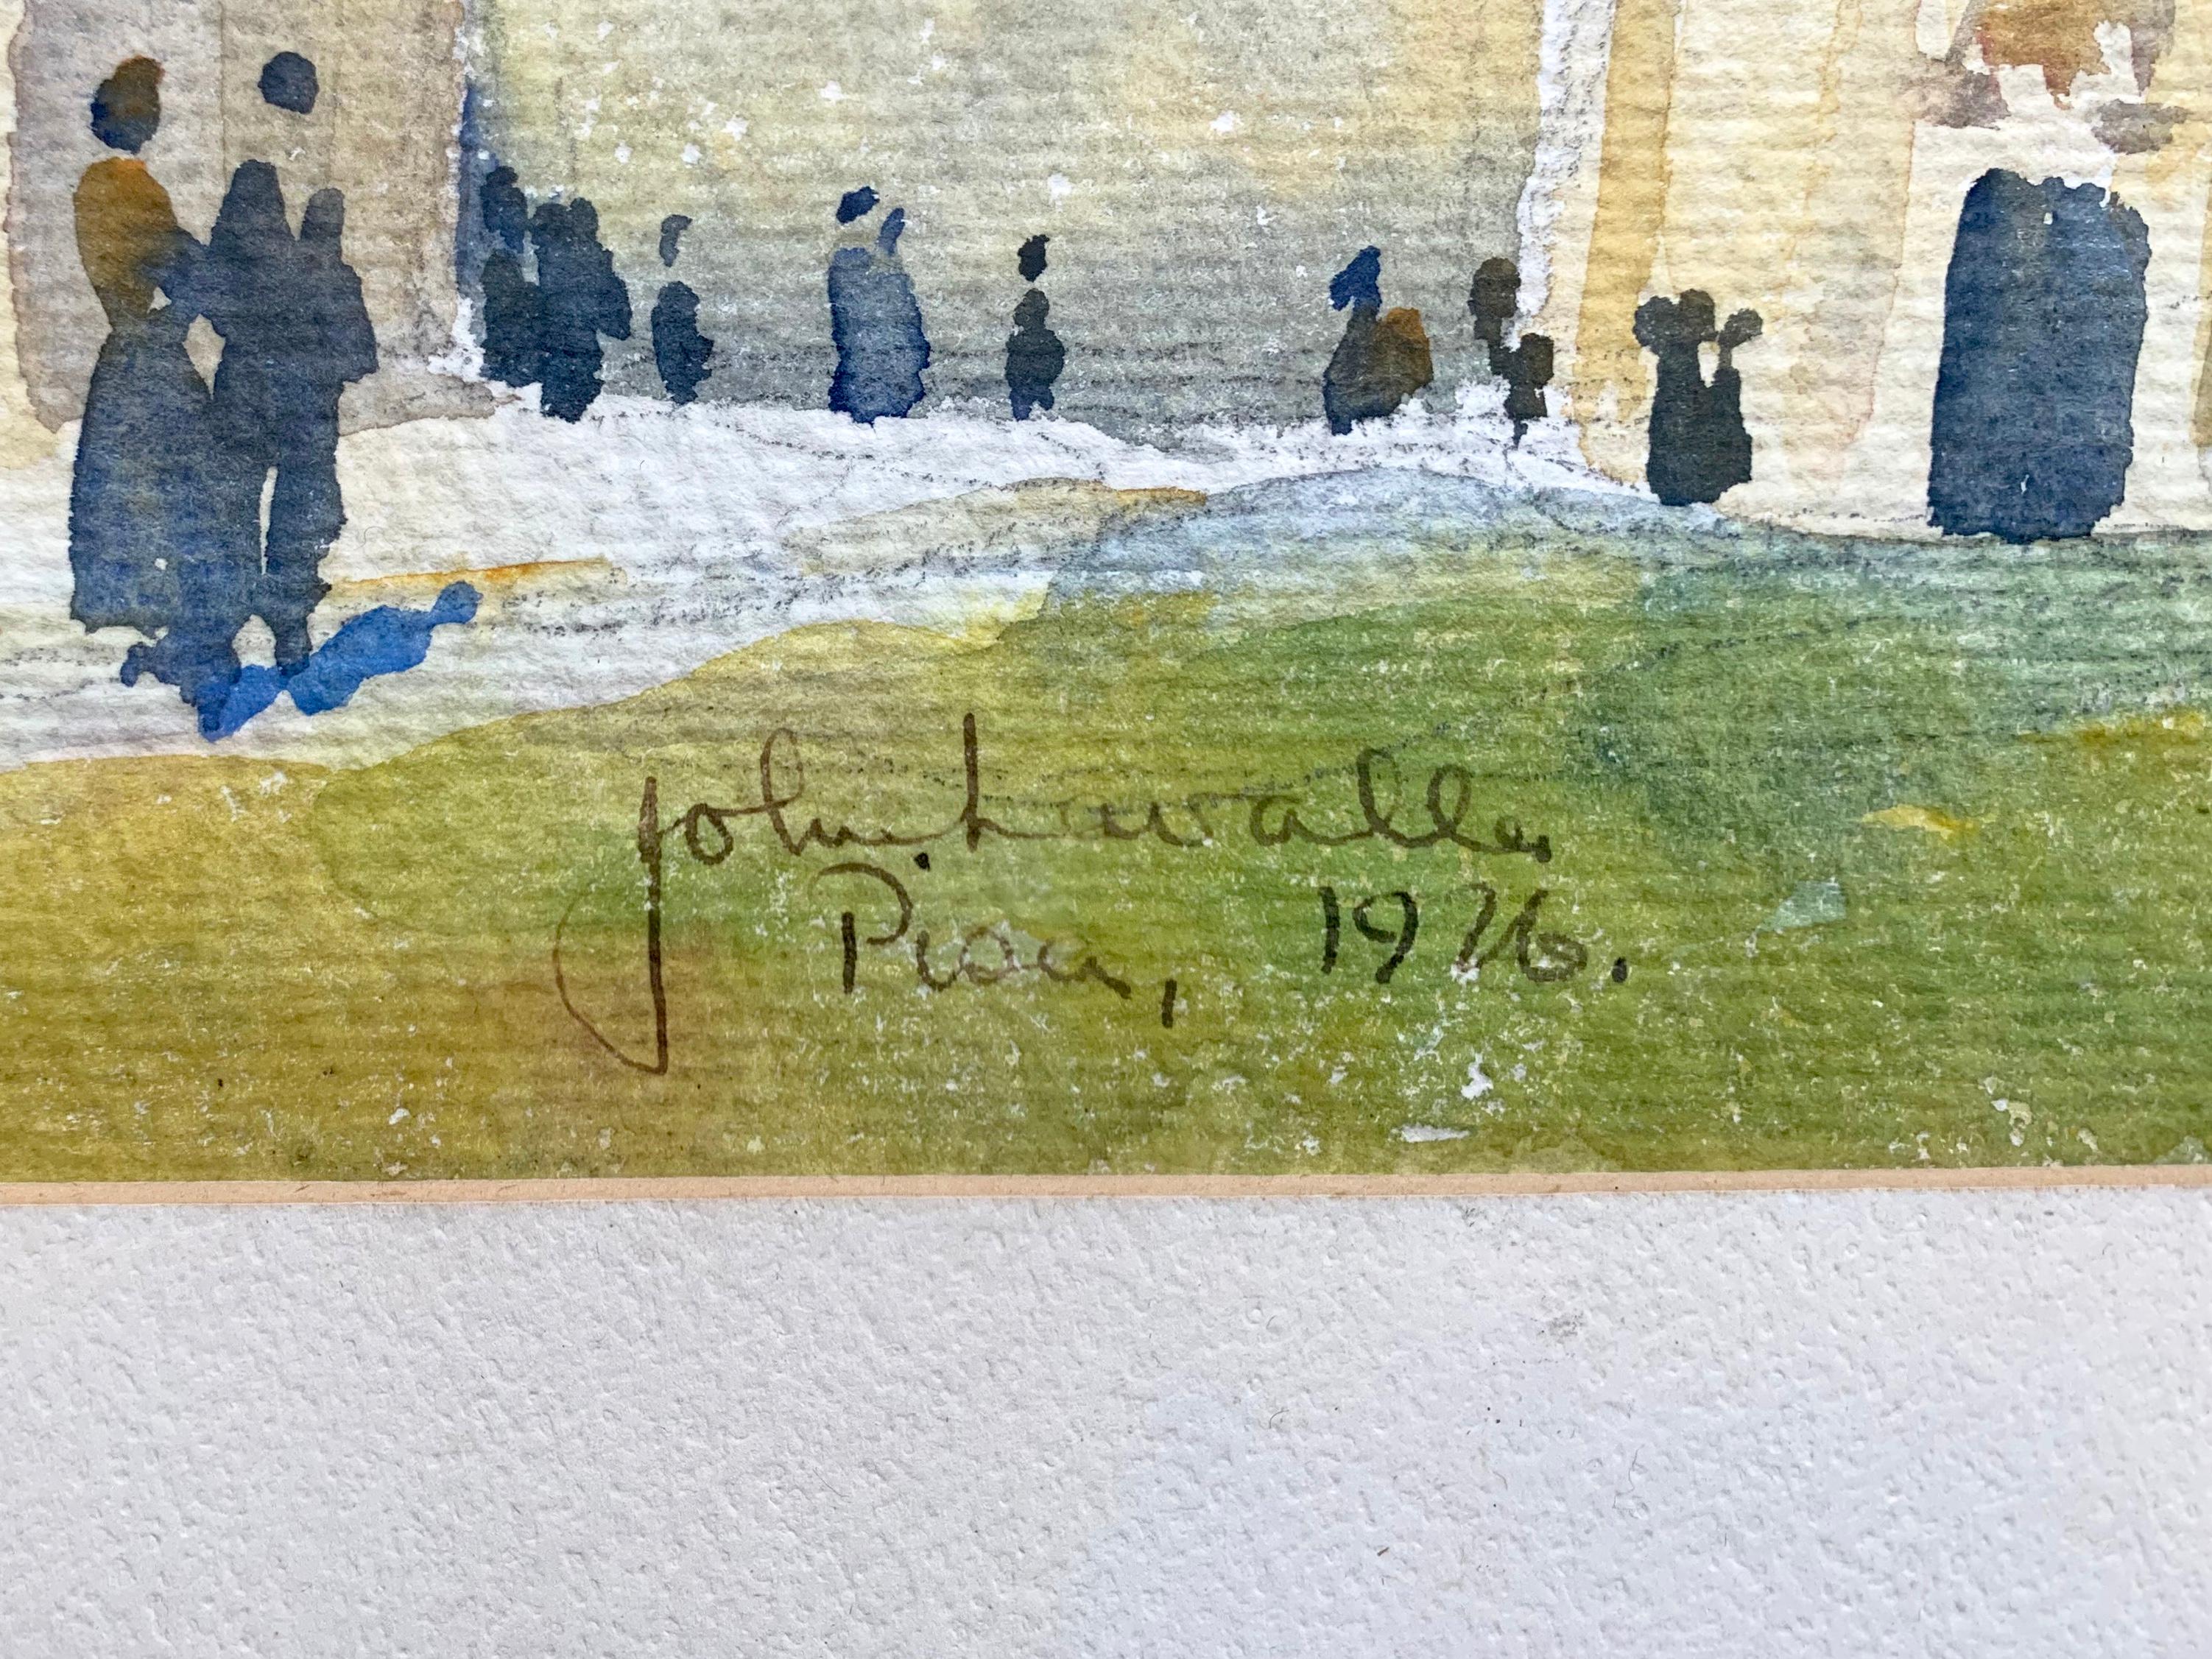 John Lavalle.
Pisa, 1926.